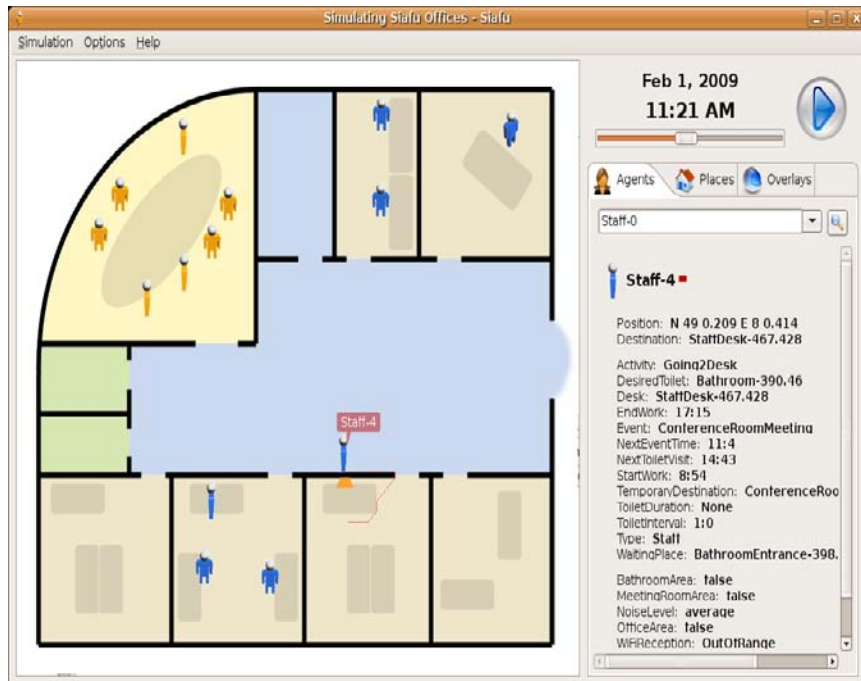 Simulating Siafu Offices - Siafu
Simulation Options Help
Feb 1, 2009
11:21 AM
Agents Places Overlays
Staff-0
Staff-4
Position: N 49 0.209 E 8 0.414
Destination: StaffDesk-467.428
Activity: Going2Desk
DesiredToilet: Bathroom-390.46
Desk: StaffDesk-467.428
EndWork: 17:15
Event: ConferenceRoomMeeting
NextEventTime: 11:4
NextToiletVisit: 14:43
StartWork: 8:54
TemporaryDestination: ConferenceRoo
ToiletDuration: None
ToiletInterval: 1:0
Type: Staff
WaitingPlace: BathroomEntrance-398.
BathroomArea: false
MeetingRoomArea: false
NoiseLevel: average
OfficeArea: false
WiFiReception: OutOfRange
Staff-4